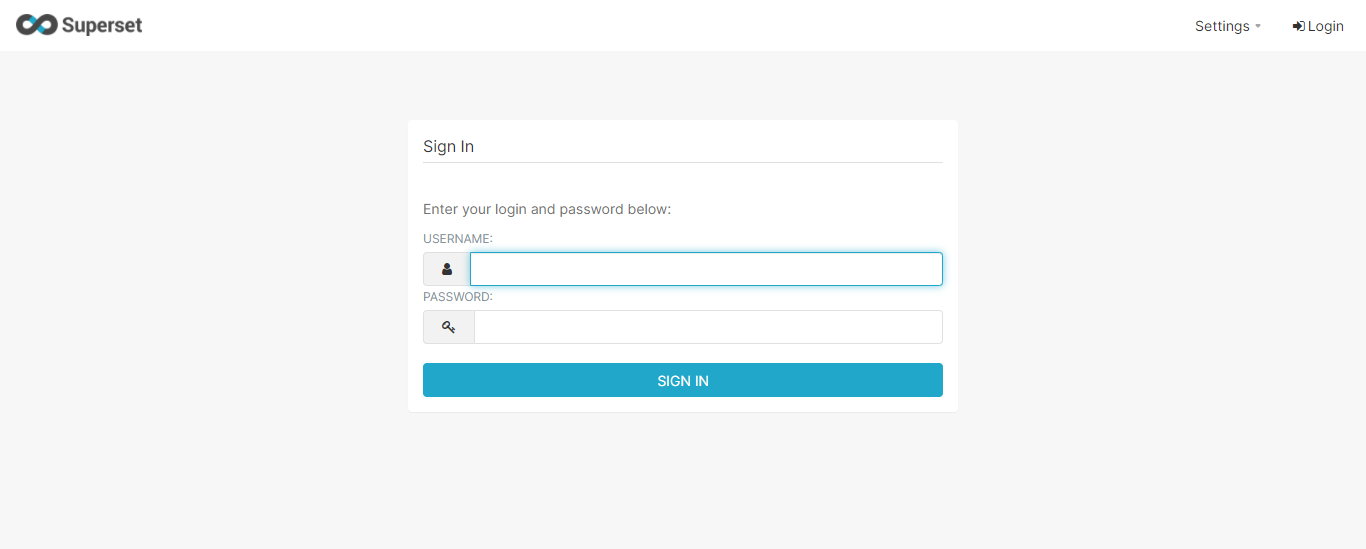 Superset
Settings
Login
Sign In
Enter your login and password below:
USERNAME:
PASSWORD:
SIGN IN